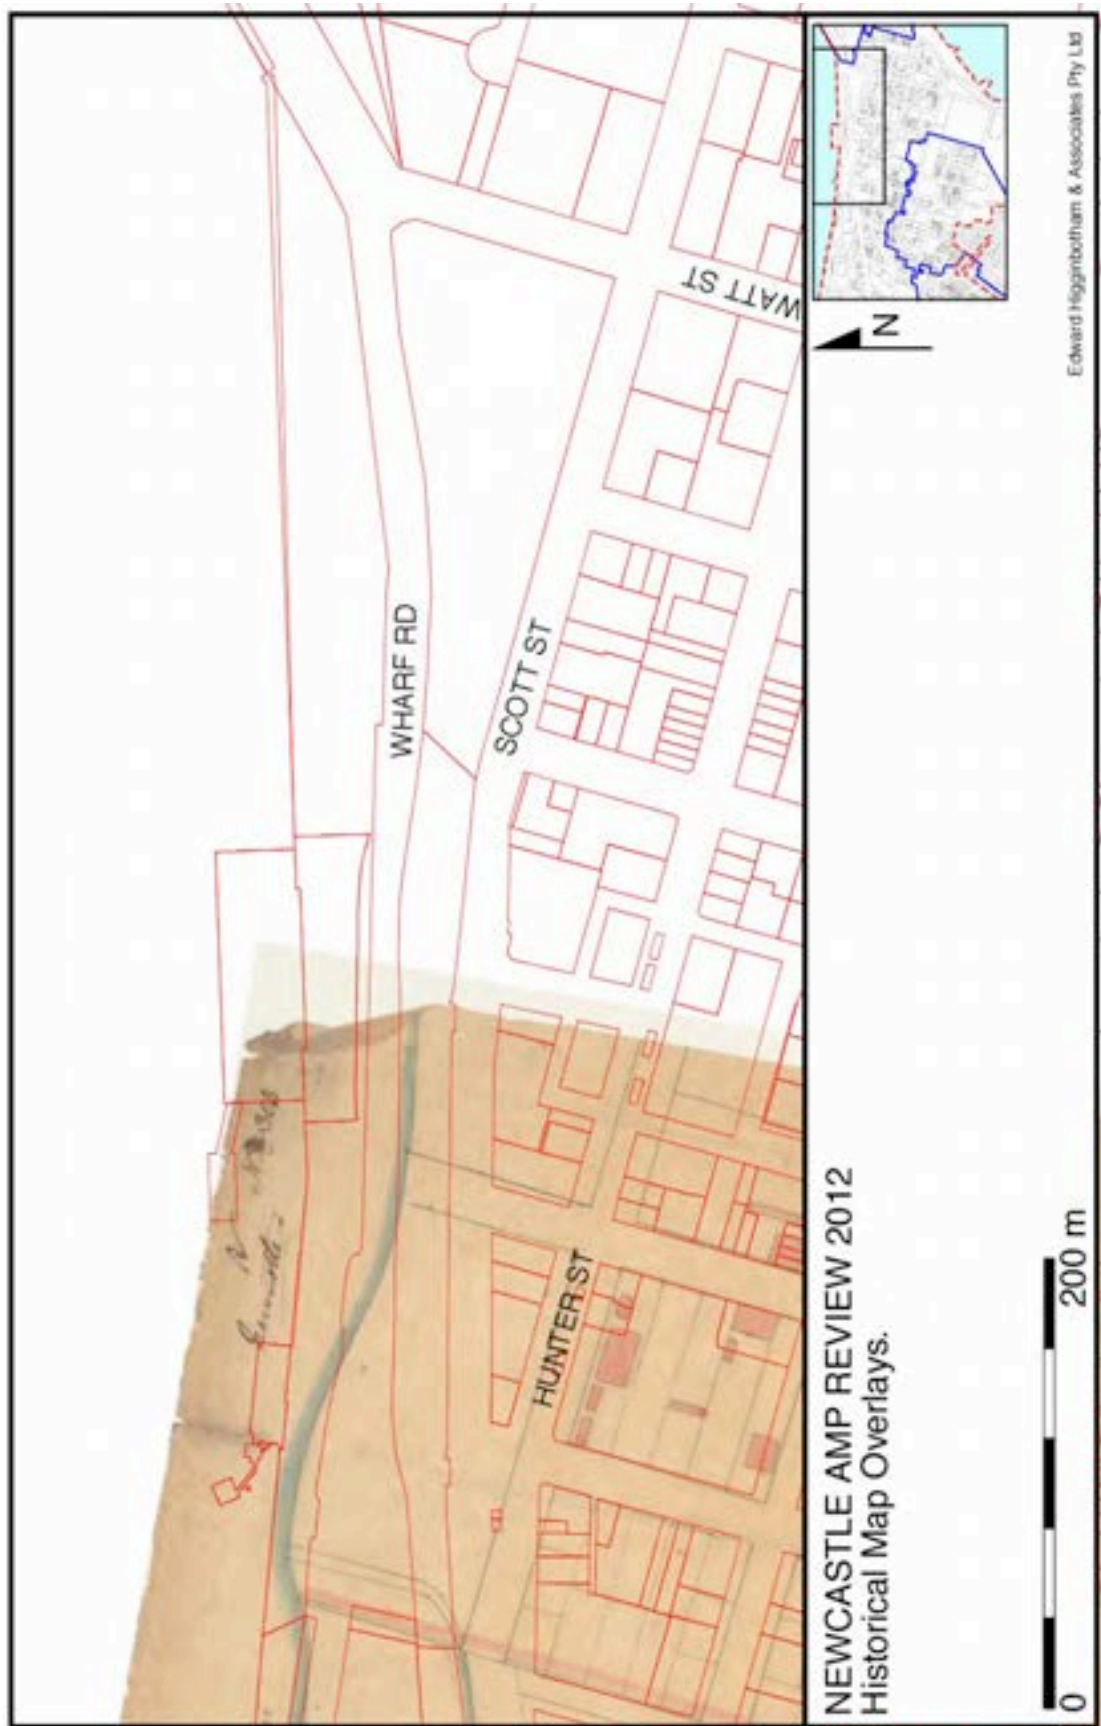 WHARF RD
SCOTT ST
WATT ST
HUNTER ST
NEWCASTLE AMP REVIEW 2012
Historical Map Overlays.
N
0
200 m
Edward Higginbotham & Associates Pty Ltd